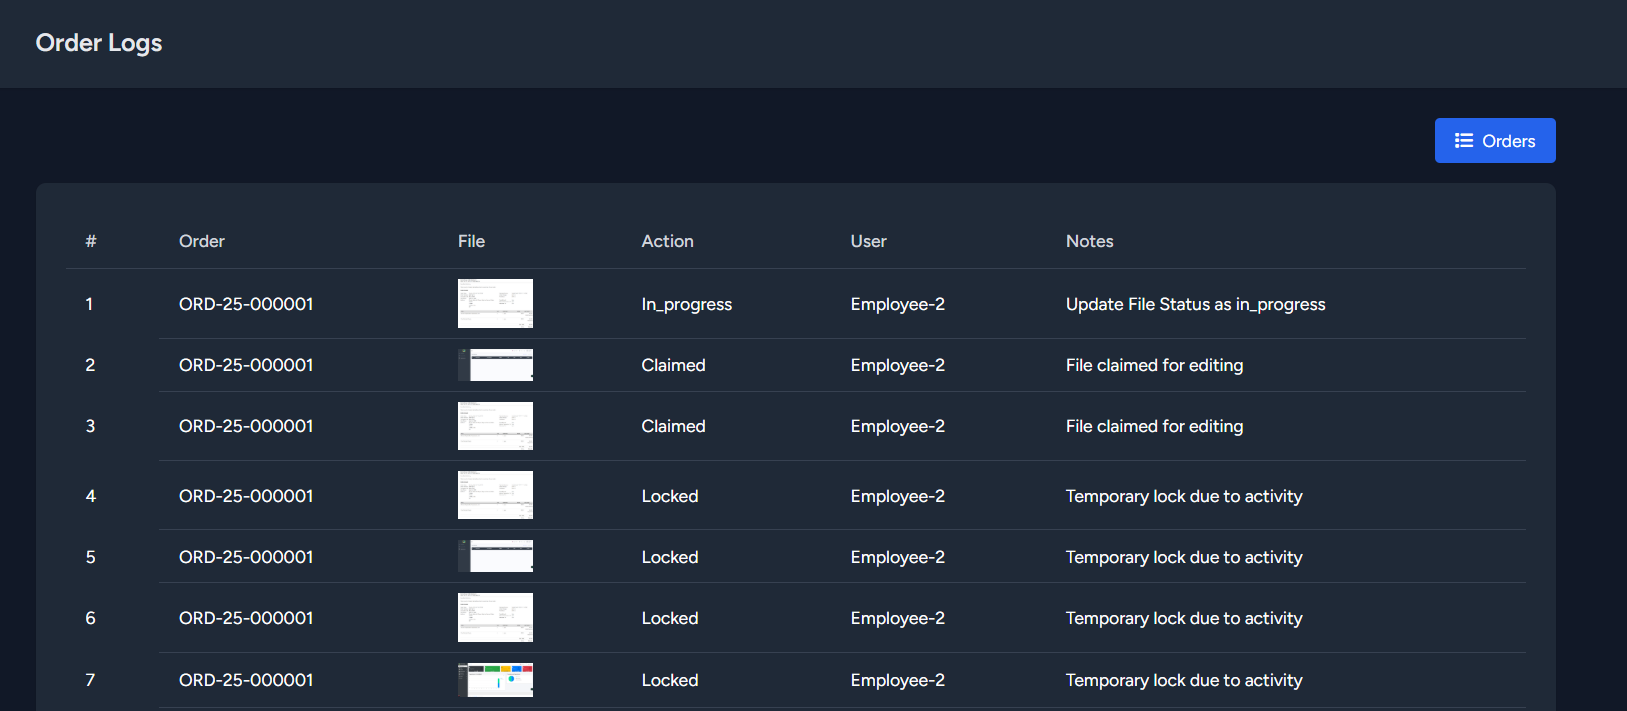 Order Logs
Orders
# Order File Action User Notes
1 ORD-25-000001 In_progress Employee-2 Update File Status as in_progress
2 ORD-25-000001 Claimed Employee-2 File claimed for editing
3 ORD-25-000001 Claimed Employee-2 File claimed for editing
4 ORD-25-000001 Locked Employee-2 Temporary lock due to activity
5 ORD-25-000001 Locked Employee-2 Temporary lock due to activity
6 ORD-25-000001 Locked Employee-2 Temporary lock due to activity
7 ORD-25-000001 Locked Employee-2 Temporary lock due to activity